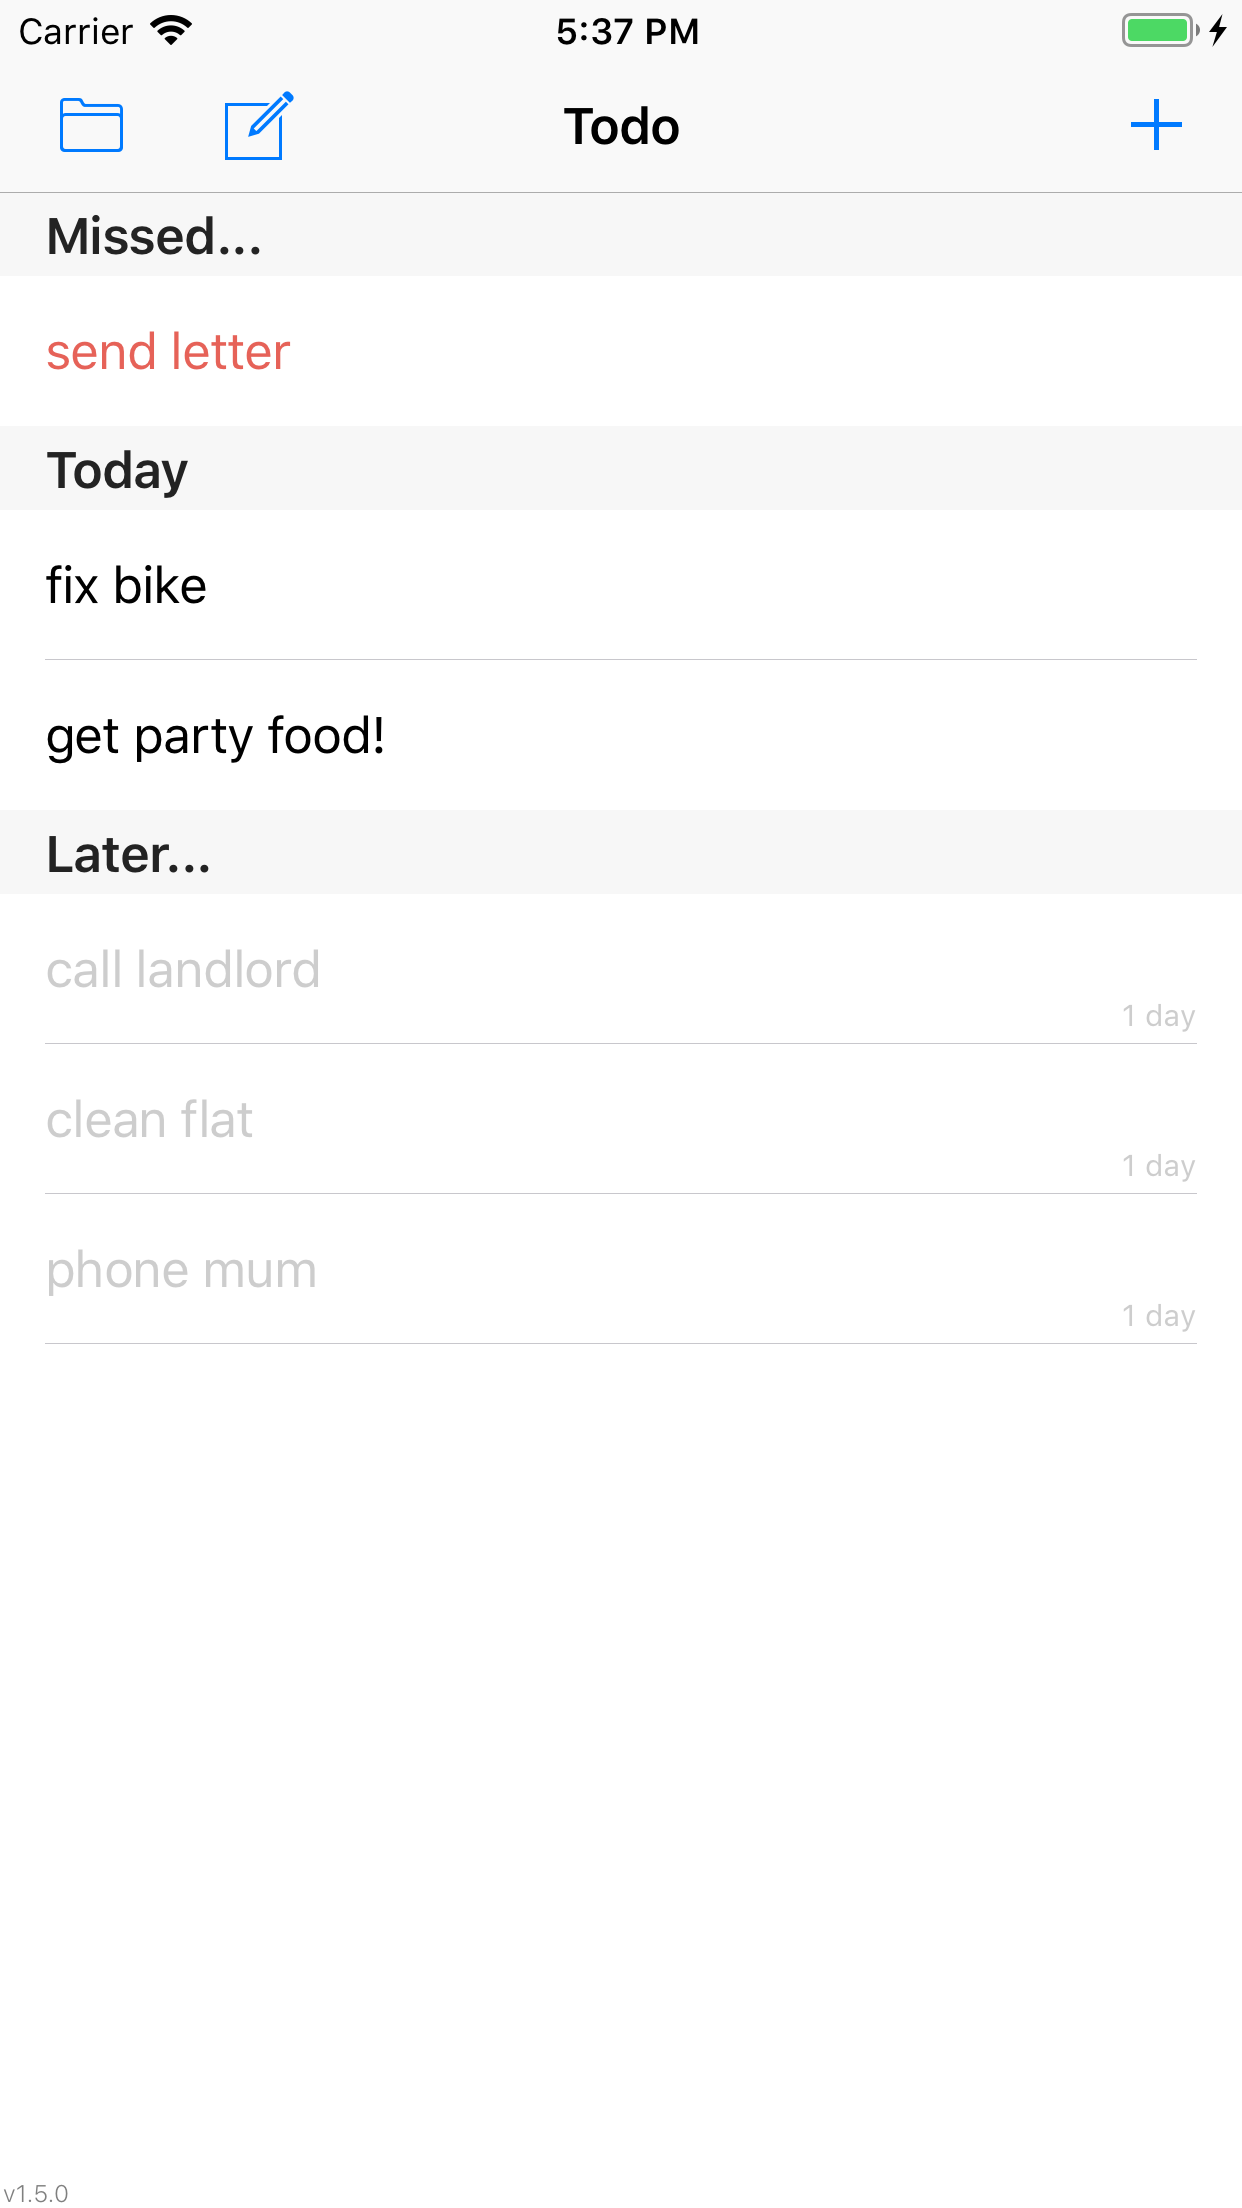 Carrier 5:37 PM
Todo
Missed...
send letter
Today
fix bike
get party food!
Later...
call landlord
1 day
clean flat
1 day
phone mum
1 day
v1.5.0